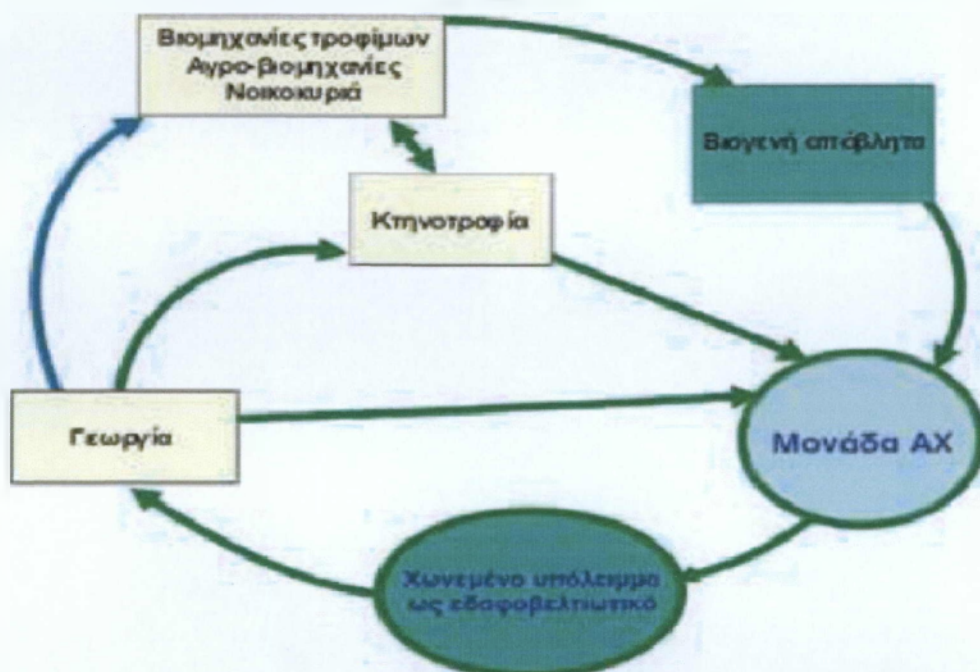 Βιομηχανίες τροφίμων
Αγρο-βιομηχανίες
Νοικοκυριά
Βιογενή απόβλητα
Κτηνοτροφία
Γεωργία
Μονάδα ΑΧ
Χωνεμένο υπόλειμμα
ως εδαφοβελτιωτικό